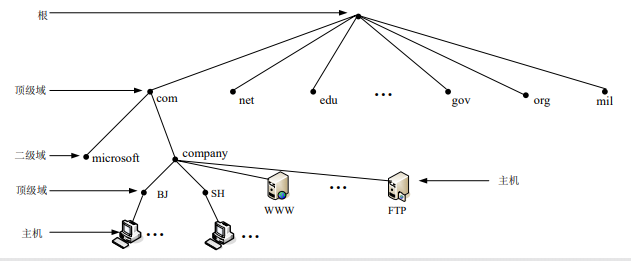 根
顶级域
com
net
edu
...
gov
org
mil
二级域
microsoft
company
顶级域
BJ
SH
WWW
...
FTP
主机
主机
...
...